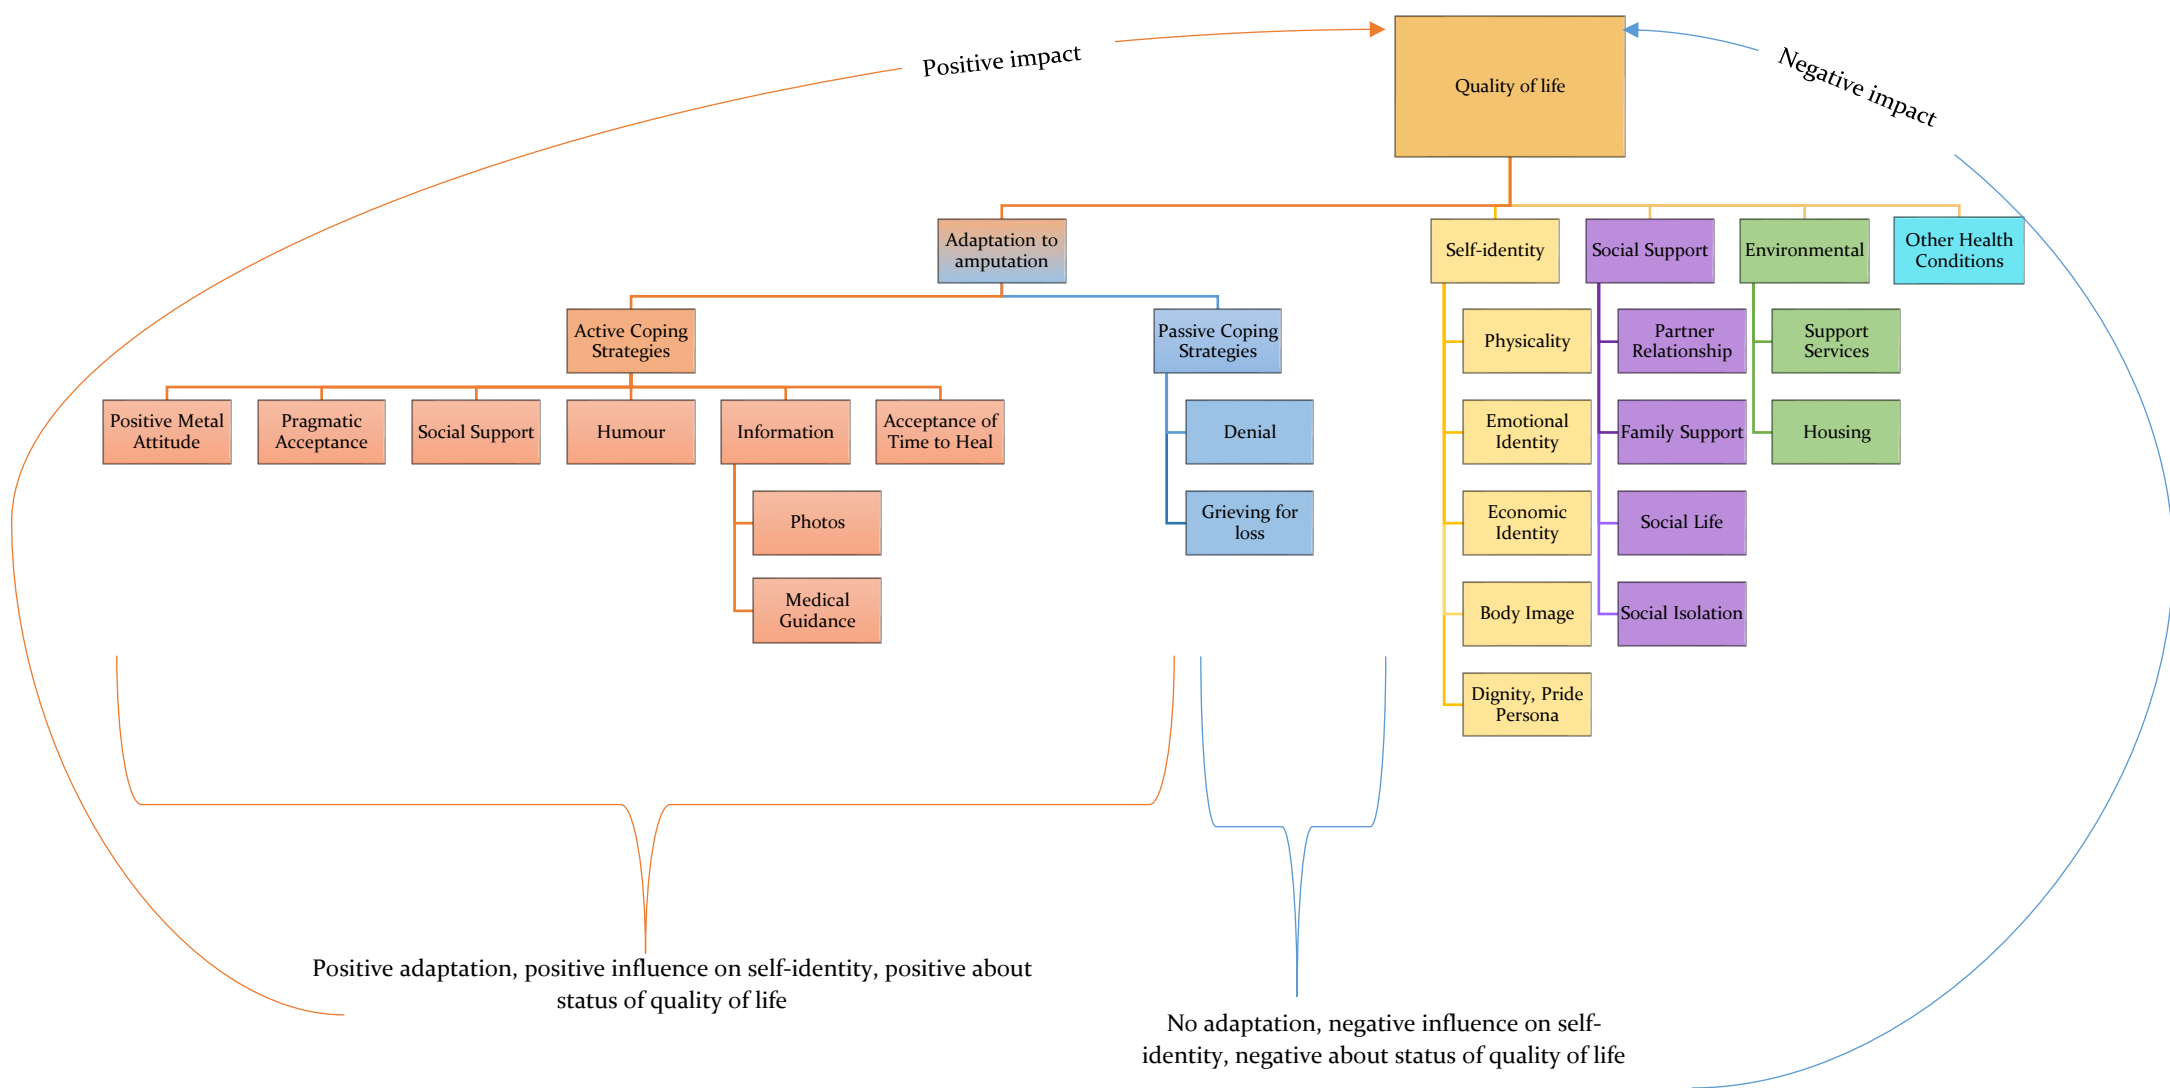 Positive impact
Quality of life
Negative impact
Adaptation to
amputation
Self-identity
Social Support
Environmental
Other Health
Conditions
Active Coping
Strategies
Passive Coping
Strategies
Physicality
Partner
Relationship
Support
Services
Positive Metal
Attitude
Pragmatic
Acceptance
Social Support
Humour
Information
Acceptance of
Time to Heal
Denial
Emotional
Identity
Family Support
Housing
Photos
Grieving for
loss
Economic
Identity
Social Life
Medical
Guidance
Body Image
Social Isolation
Dignity, Pride
Persona
Positive adaptation, positive influence on self-identity, positive about
status of quality of life
No adaptation, negative influence on self-
identity, negative about status of quality of life